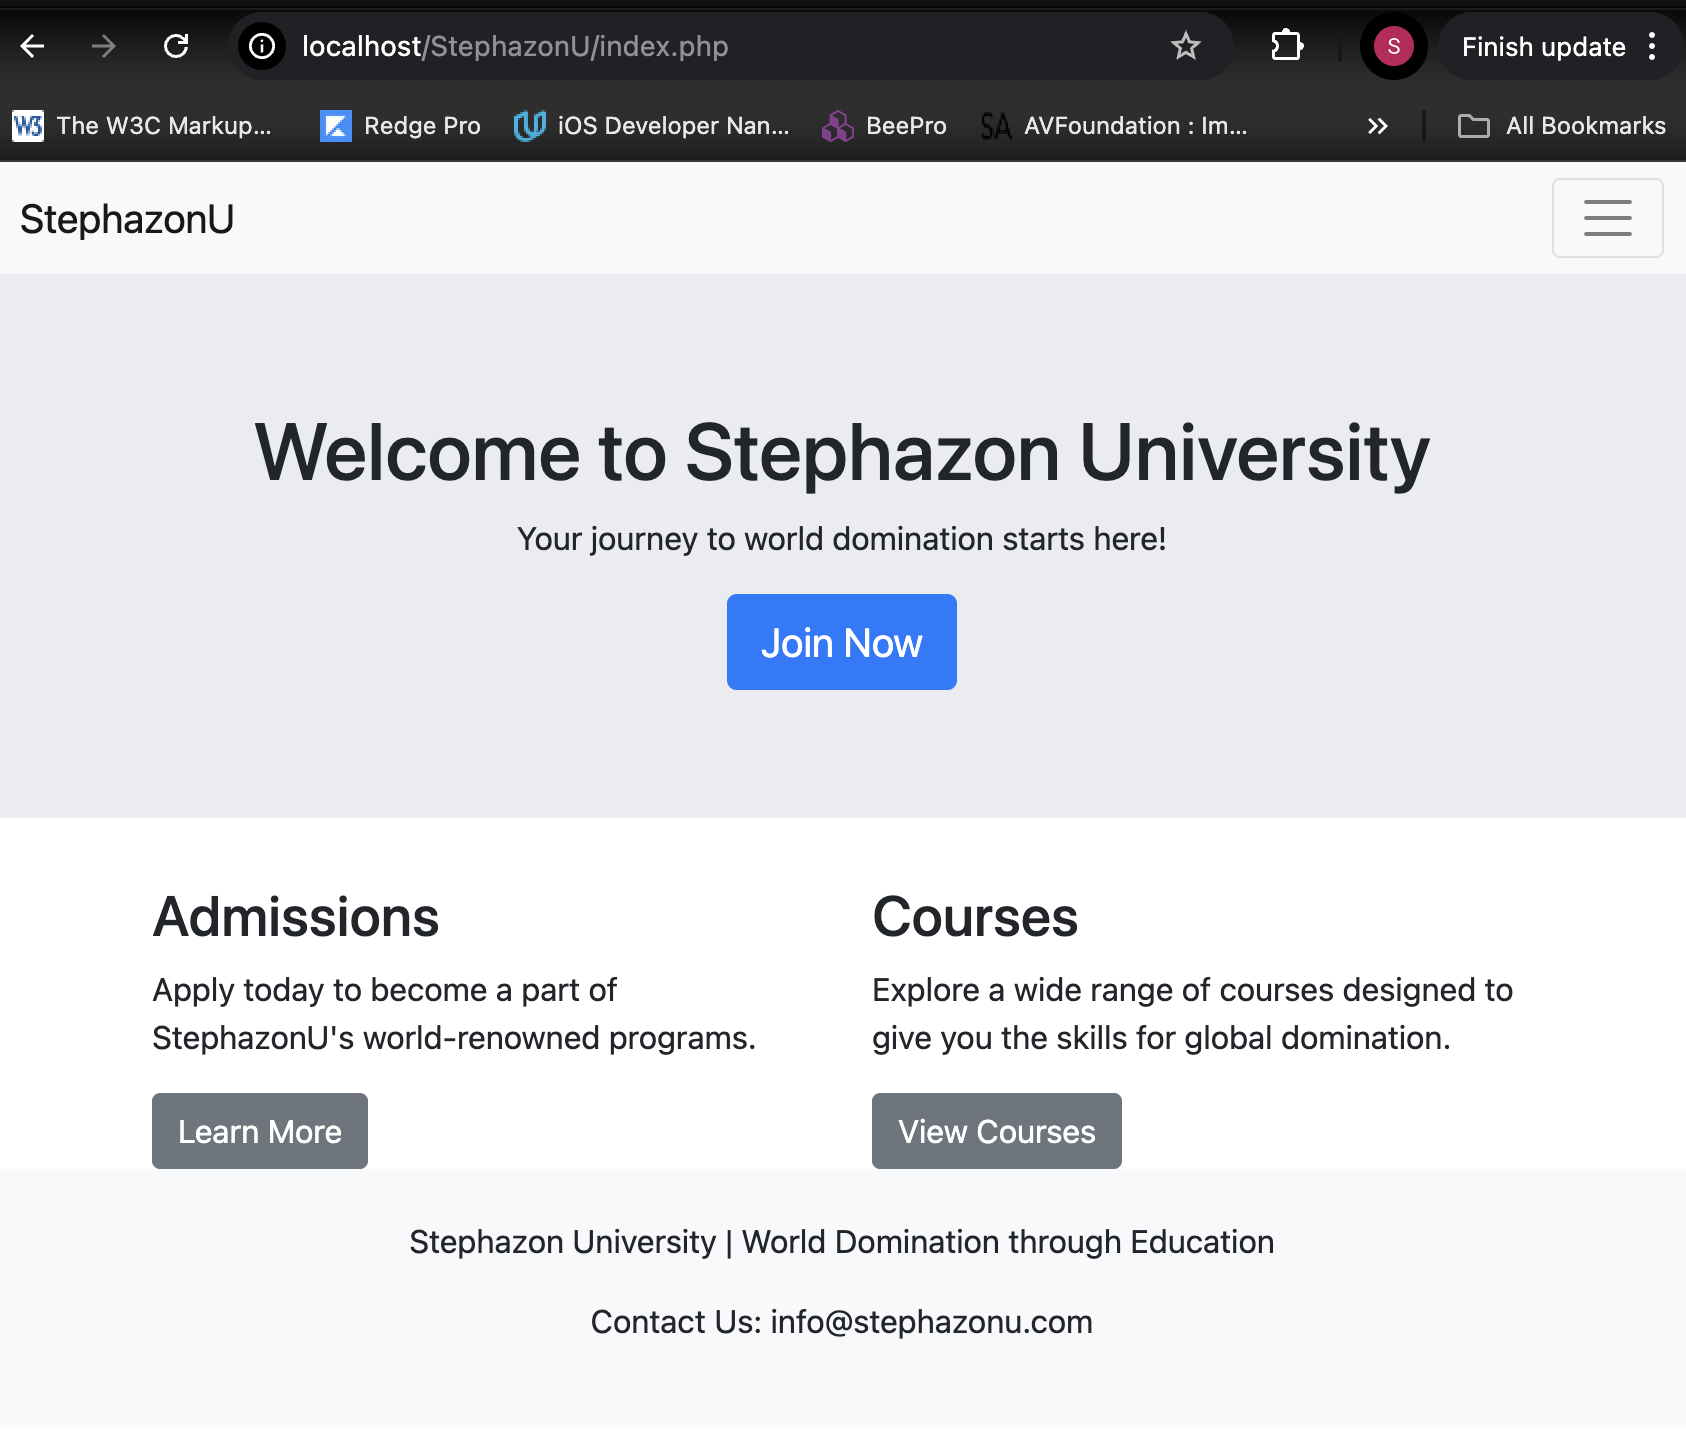 localhost/StephazonU/index.php
S
Finish update
W3 The W3C Markup...
Redge Pro
iOS Developer Nan...
BeePro
SA AVFoundation : Im...
All Bookmarks
StephazonU
Welcome to Stephazon University
Your journey to world domination starts here!
Join Now
Admissions
Apply today to become a part of
StephazonU's world-renowned programs.
Learn More
Courses
Explore a wide range of courses designed to
give you the skills for global domination.
View Courses
Stephazon University | World Domination through Education
Contact Us: info@stephazonu.com